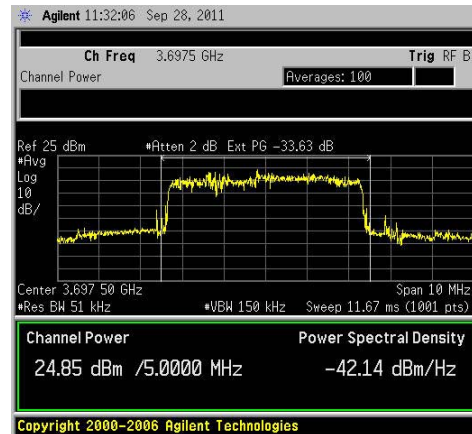 Agilent 11:32:06 Sep 28, 2011
Ch Freq 3.6975 GHz Trig RF B
Channel Power Averages: 100
Ref 25 dBm #Atten 2 dB Ext PG -33.63 dB
#Avg
Log
10
dB/
Center 3.697 50 GHz Span 10 MHz
#Res BW 51 kHz #VBW 150 kHz Sweep 11.67 ms (1001 pts)
Channel Power Power Spectral Density
24.85 dBm /5.0000 MHz -42.14 dBm/Hz
Copyright 2000-2006 Agilent Technologies